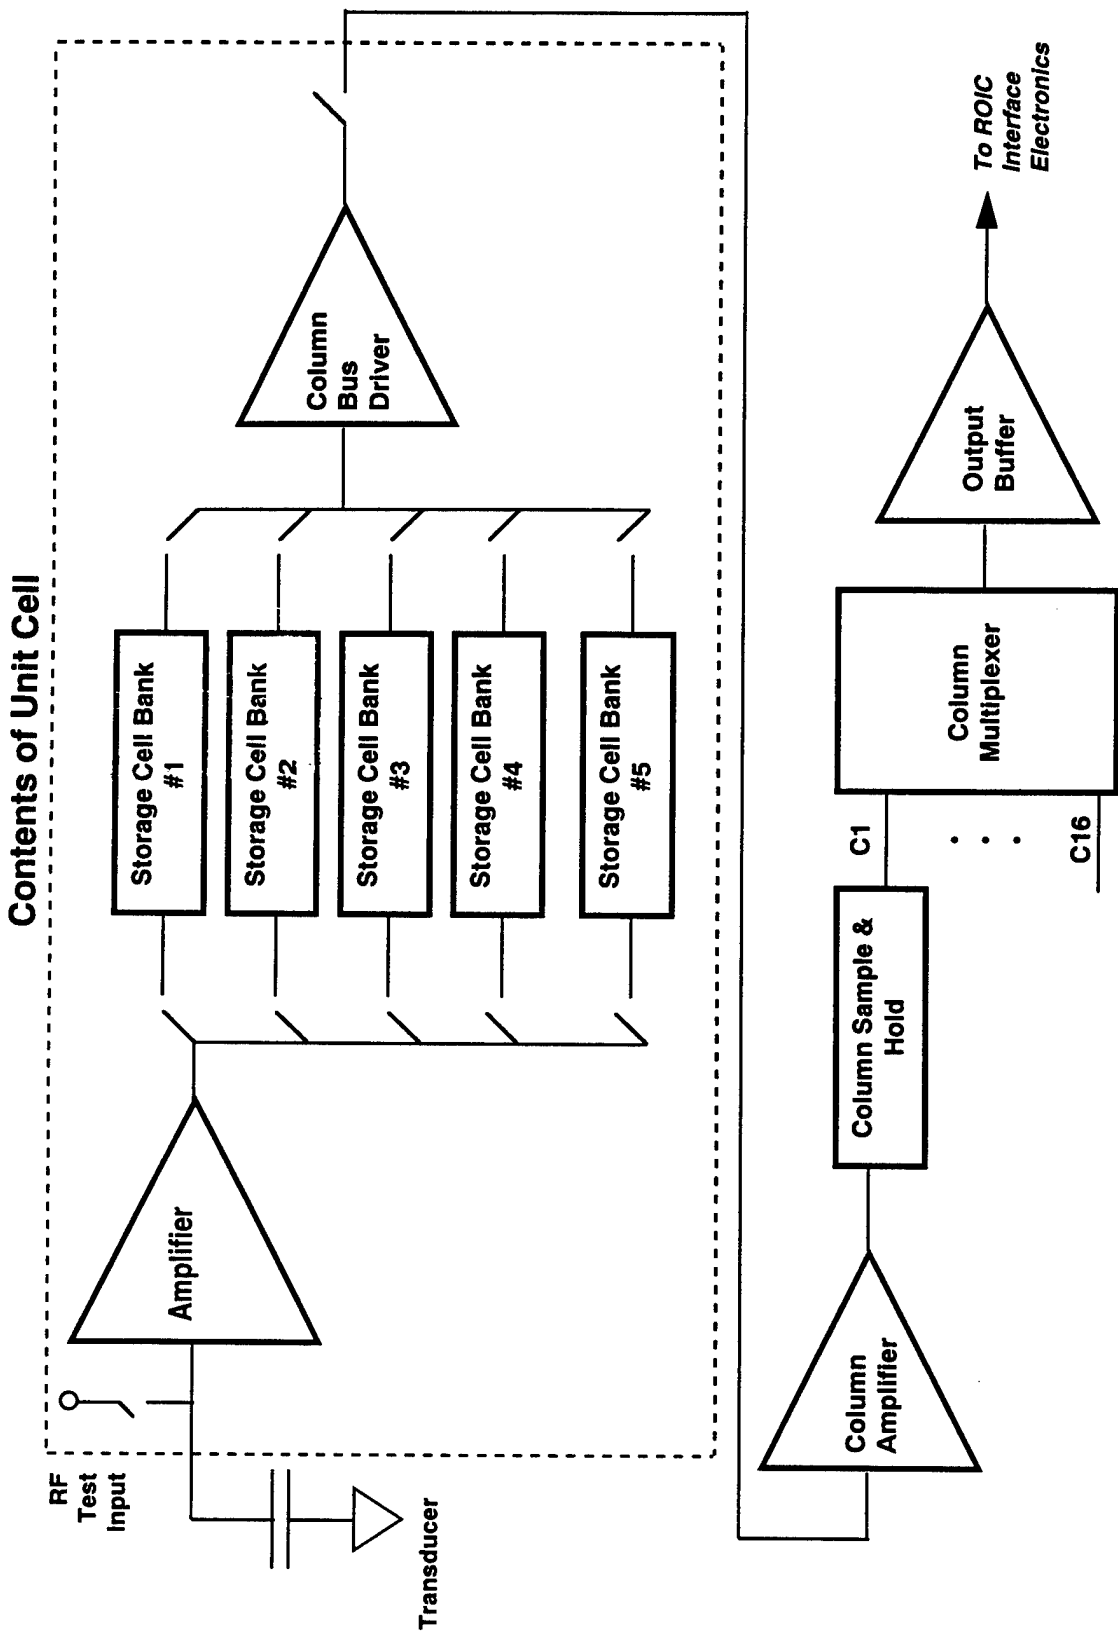 Contents of Unit Cell
RF
Test
Input
Transducer
Amplifier
Storage Cell Bank
#1
Storage Cell Bank
#2
Storage Cell Bank
#3
Storage Cell Bank
#4
Storage Cell Bank
#5
Column
Bus
Driver
Column
Amplifier
Column Sample &
Hold
C1
C16
Column
Multiplexer
Output
Buffer
To ROIC
Interface
Electronics